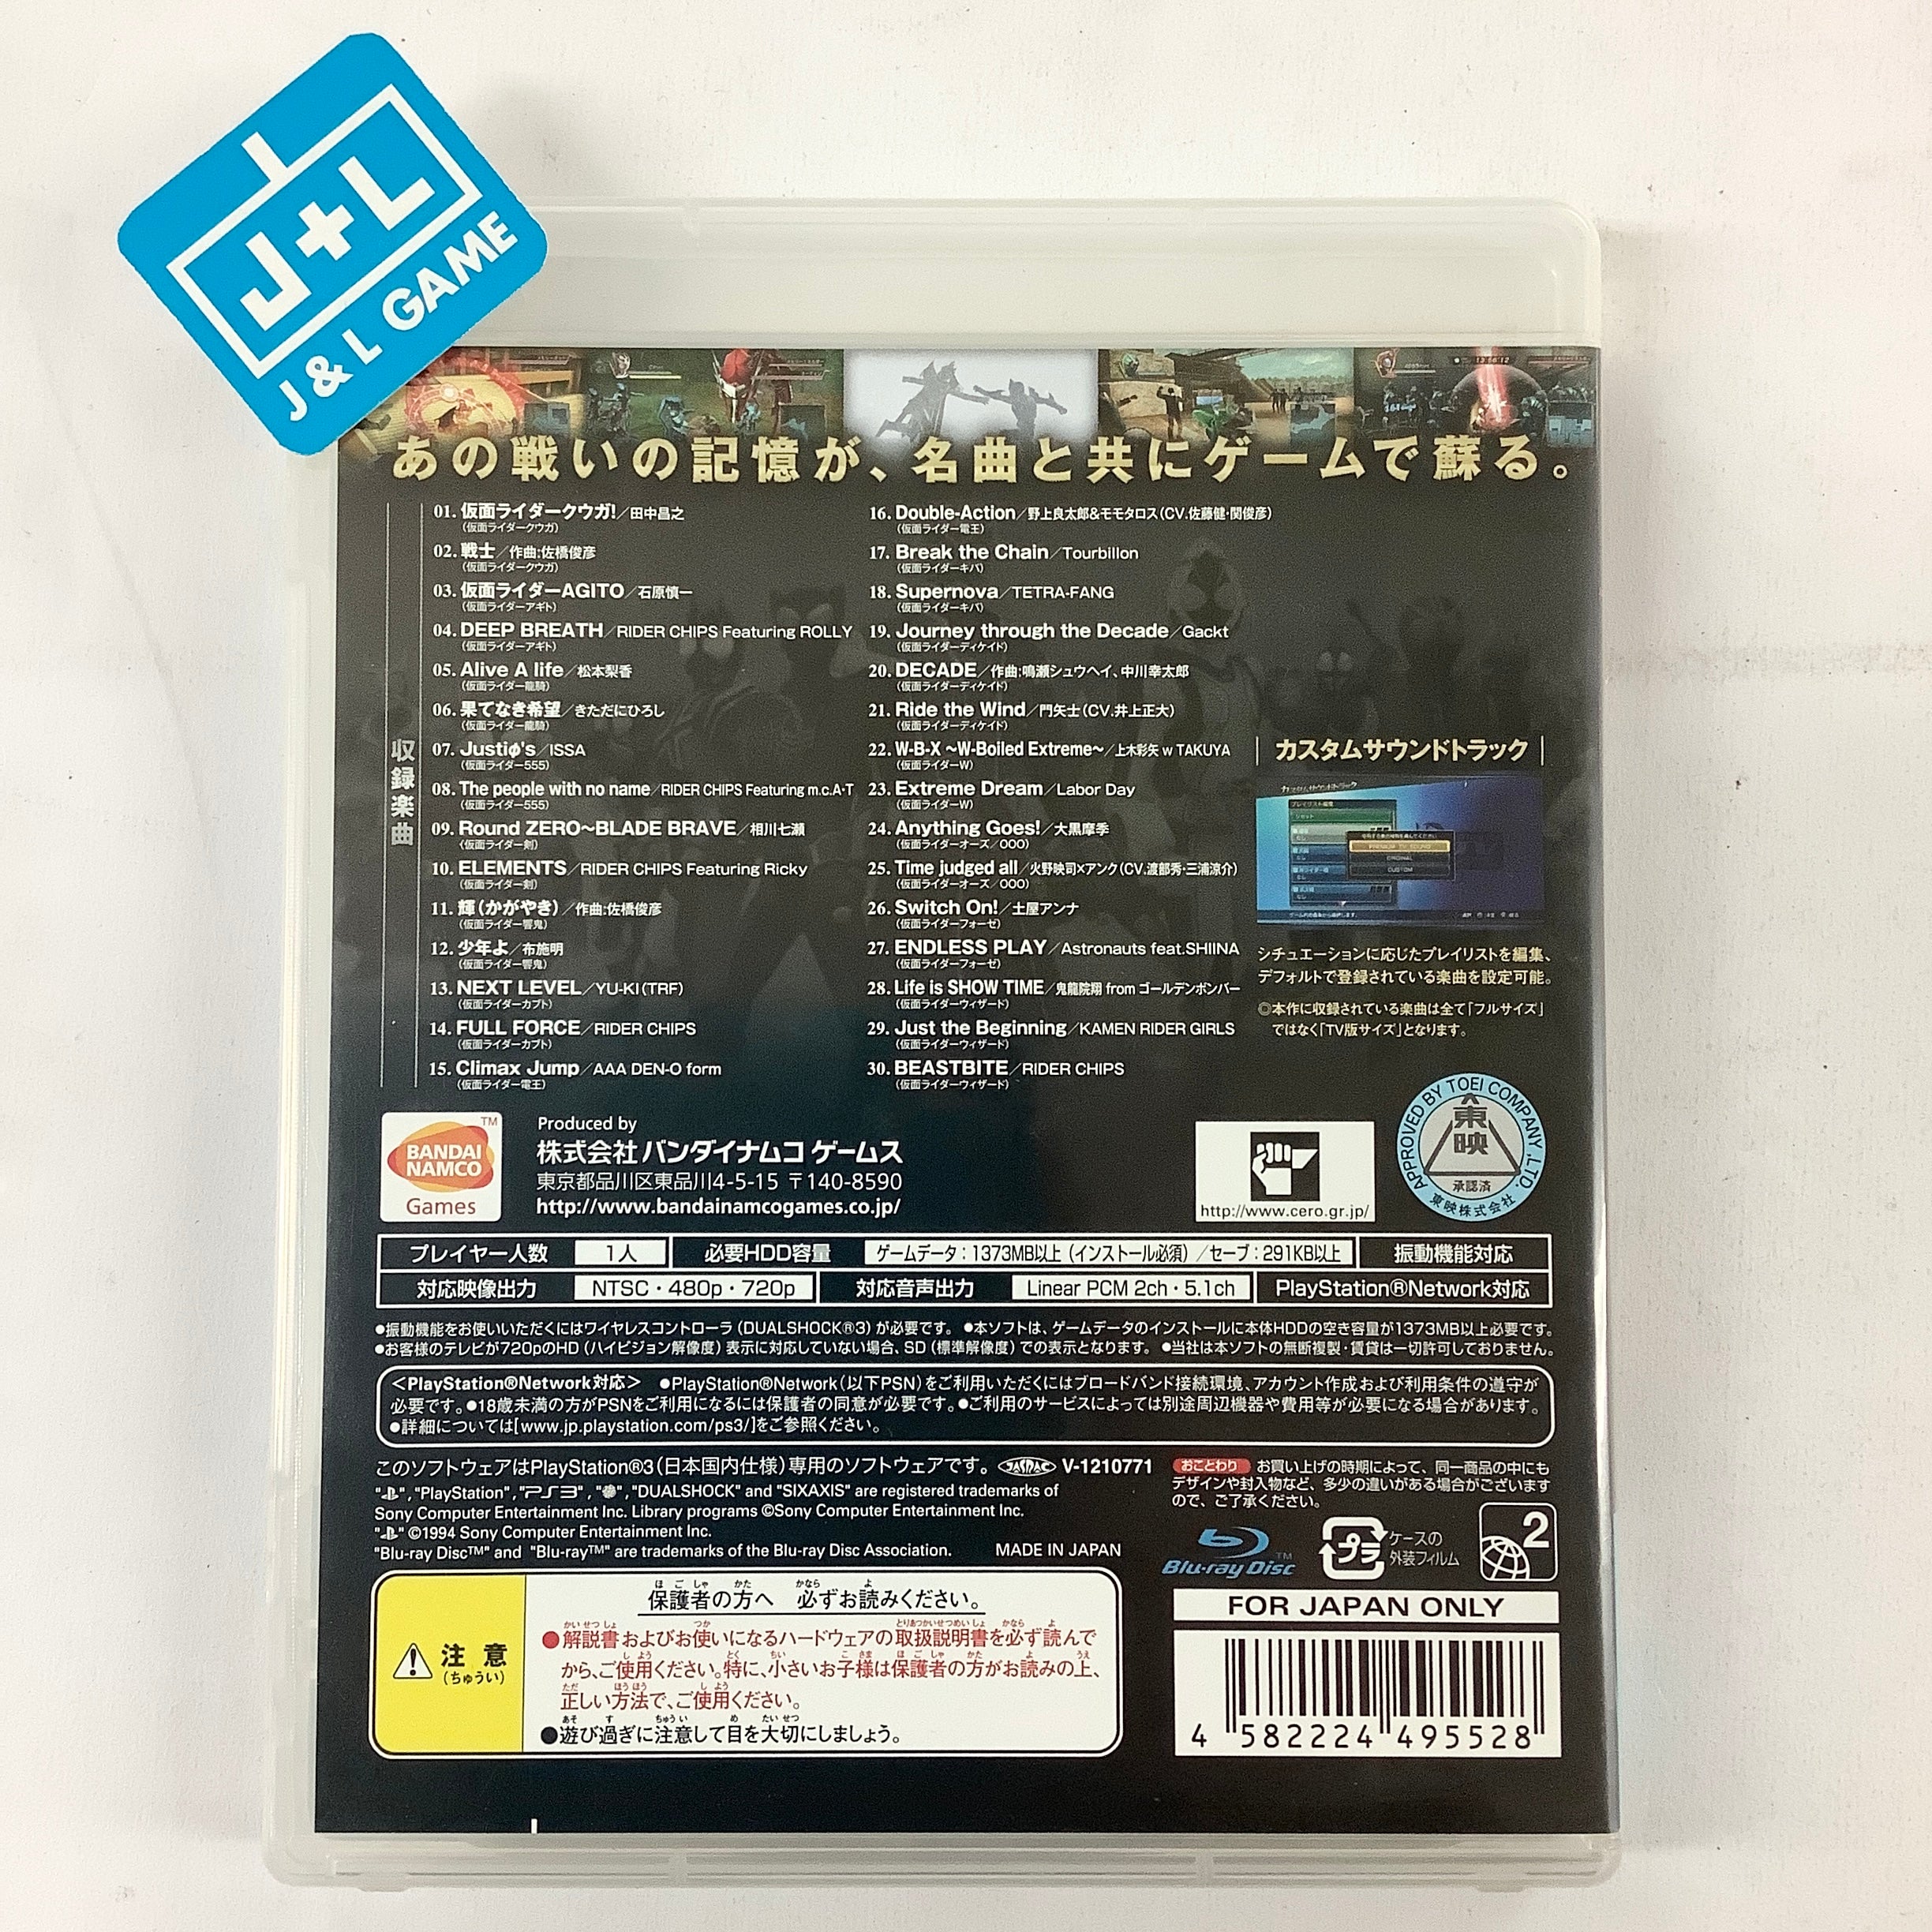 J+L
J & L GAME
あの戦いの記憶が、名曲と共にゲームで蘇る。
収録楽曲
01. 仮面ライダークウガ!／田中昌之
(仮面ライダークウガ)
02. 戦士／作曲:佐橋俊彦
(仮面ライダークウガ)
03. 仮面ライダーAGITO／石原慎一
(仮面ライダーアギト)
04. DEEP BREATH／RIDER CHIPS Featuring ROLLY
(仮面ライダーアギト)
05. Alive A life／松本梨香
(仮面ライダー龍騎)
06. 果てなき希望／きただにひろし
(仮面ライダー龍騎)
07. Justiφ's／ISSA
(仮面ライダー555)
08. The people with no name／RIDER CHIPS Featuring m.c.A・T
(仮面ライダー555)
09. Round ZERO~BLADE BRAVE／相川七瀬
(仮面ライダー剣)
10. ELEMENTS／RIDER CHIPS Featuring Ricky
(仮面ライダー剣)
11. 輝(かがやき)／作曲:佐橋俊彦
(仮面ライダー響鬼)
12. 少年よ／布施明
(仮面ライダー響鬼)
13. NEXT LEVEL／YU-KI(TRF)
(仮面ライダーカブト)
14. FULL FORCE／RIDER CHIPS
(仮面ライダーカブト)
15. Climax Jump／AAA DEN-O form
(仮面ライダー電王)
16. Double-Action／野上良太郎&モモタロス(CV.佐藤健・関俊彦)
(仮面ライダー電王)
17. Break the Chain／Tourbillon
(仮面ライダーキバ)
18. Supernova／TETRA-FANG
(仮面ライダーキバ)
19. Journey through the Decade／Gackt
(仮面ライダーディケイド)
20. DECADE／作曲:鳴瀬シュウヘイ、中川幸太郎
(仮面ライダーディケイド)
21. Ride the Wind／門矢士(CV.井上正大)
(仮面ライダーディケイド)
22. W-B-X ~W-Boiled Extreme~／上木彩矢 w TAKUYA
(仮面ライダーW)
23. Extreme Dream／Labor Day
(仮面ライダーW)
24. Anything Goes!／大黒摩季
(仮面ライダーオーズ／OOO)
25. Time judged all／火野映司×アンク(CV.渡部秀・三浦涼介)
(仮面ライダーオーズ／OOO)
26. Switch On!／土屋アンナ
(仮面ライダーフォーゼ)
27. ENDLESS PLAY／Astronauts feat.SHIINA
(仮面ライダーフォーゼ)
28. Life is SHOW TIME／鬼龍院翔 from ゴールデンボンバー
(仮面ライダーウィザード)
29. Just the Beginning／KAMEN RIDER GIRLS
(仮面ライダーウィザード)
30. BEASTBITE／RIDER CHIPS
(仮面ライダーウィザード)
カスタムサウンドトラック
カスタムサウンドトラック
プレイリスト編集
PREMIUM TV SOUND
ORIGINAL
CUSTOM
シチュエーションに応じたプレイリストを編集、
デフォルトで登録されている楽曲を設定可能。
◎本作に収録されている楽曲は全て「フルサイズ」
ではなく「TV版サイズ」となります。
BANDAI
NAMCO
Games
TM
Produced by
株式会社 バンダイナムコ ゲームス
東京都品川区東品川4-5-15 〒140-8590
http://www.bandainamcogames.co.jp/
http://www.cero.gr.jp/
APPROVED BY TOEI COMPANY ,LTD.
東映
承認済
東映株式会社
プレイヤー人数 1人 必要HDD容量 ゲームデータ:1373MB以上(インストール必須)／セーブ:291KB以上 振動機能対応
対応映像出力 NTSC・480p・720p 対応音声出力 Linear PCM 2ch・5.1ch PlayStation®Network対応
●振動機能をお使いいただくにはワイヤレスコントローラ(DUALSHOCK®3)が必要です。 ●本ソフトは、ゲームデータのインストールに本体HDDの空き容量が1373MB以上必要です。
●お客様のテレビが720pのHD(ハイビジョン解像度)表示に対応していない場合、SD(標準解像度)での表示となります。 ●当社は本ソフトの無断複製・賃貸は一切許可しておりません。
<PlayStation®Network対応> ●PlayStation®Network(以下PSN)をご利用いただくにはブロードバンド接続環境、アカウント作成および利用条件の遵守が
必要です。●18歳未満の方がPSNをご利用になるには保護者の同意が必要です。●ご利用のサービスによっては別途周辺機器や費用等が必要になる場合があります。
●詳細については[www.jp.playstation.com/ps3/]をご参照ください。
このソフトウェアはPlayStation®3(日本国内仕様)専用のソフトウェアです。 JASRAC V-1210771
"PS", "PlayStation", "PS3", "", "DUALSHOCK" and "SIXAXIS" are registered trademarks of
Sony Computer Entertainment Inc. Library programs ©Sony Computer Entertainment Inc.
"PS" ©1994 Sony Computer Entertainment Inc.
"Blu-ray Disc™" and "Blu-ray™" are trademarks of the Blu-ray Disc Association. MADE IN JAPAN
おことわり お買い上げの時期によって、同一商品の中にも
デザインや封入物など、多少の違いがある場合がございます
ので、ご了承ください。
Blu-ray Disc TM
プラ
ケースの
外装フィルム
2
FOR JAPAN ONLY
4 582224 495528
注意
(ちゅうい)
保護者の方へ 必ずお読みください。
●解説書およびお使いになるハードウェアの取扱説明書を必ず読んで
から、ご使用ください。特に、小さいお子様は保護者の方がお読みの上、
正しい方法で、ご使用ください。
●遊び過ぎに注意して目を大切にしましょう。